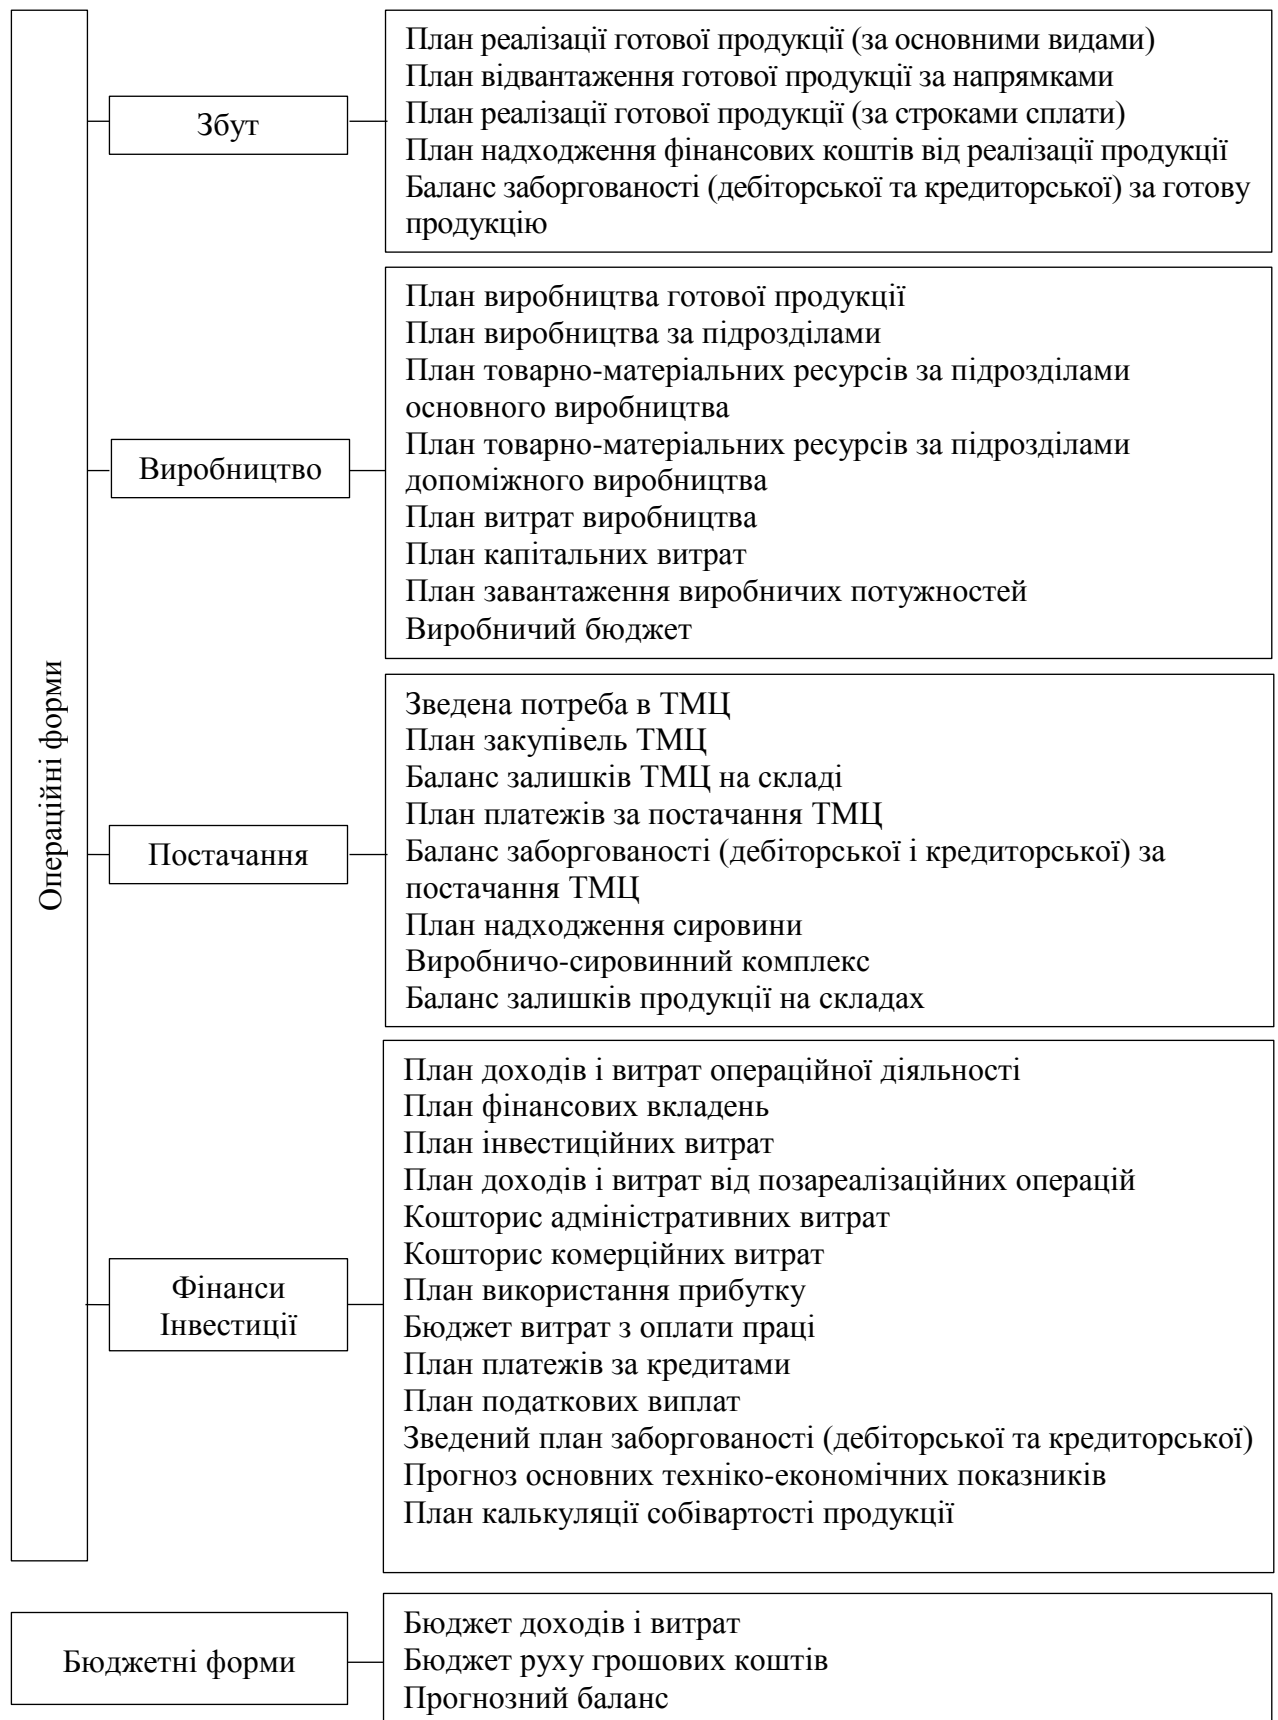 Операційні форми
Збут
План реалізації готової продукції (за основними видами)
План відвантаження готової продукції за напрямками
План реалізації готової продукції (за строками сплати)
План надходження фінансових коштів від реалізації продукції
Баланс заборгованості (дебіторської та кредиторської) за готову
продукцію
Виробництво
План виробництва готової продукції
План виробництва за підрозділами
План товарно-матеріальних ресурсів за підрозділами
основного виробництва
План товарно-матеріальних ресурсів за підрозділами
допоміжного виробництва
План витрат виробництва
План капітальних витрат
План завантаження виробничих потужностей
Виробничий бюджет
Постачання
Зведена потреба в ТМЦ
План закупівель ТМЦ
Баланс залишків ТМЦ на складі
План платежів за постачання ТМЦ
Баланс заборгованості (дебіторської і кредиторської) за
постачання ТМЦ
План надходження сировини
Виробничо-сировинний комплекс
Баланс залишків продукції на складах
Фінанси
Інвестиції
План доходів і витрат операційної діяльності
План фінансових вкладень
План інвестиційних витрат
План доходів і витрат від позареалізаційних операцій
Кошторис адміністративних витрат
Кошторис комерційних витрат
План використання прибутку
Бюджет витрат з оплати праці
План платежів за кредитами
План податкових виплат
Зведений план заборгованості (дебіторської та кредиторської)
Прогноз основних техніко-економічних показників
План калькуляції собівартості продукції
Бюджетні форми
Бюджет доходів і витрат
Бюджет руху грошових коштів
Прогнозний баланс